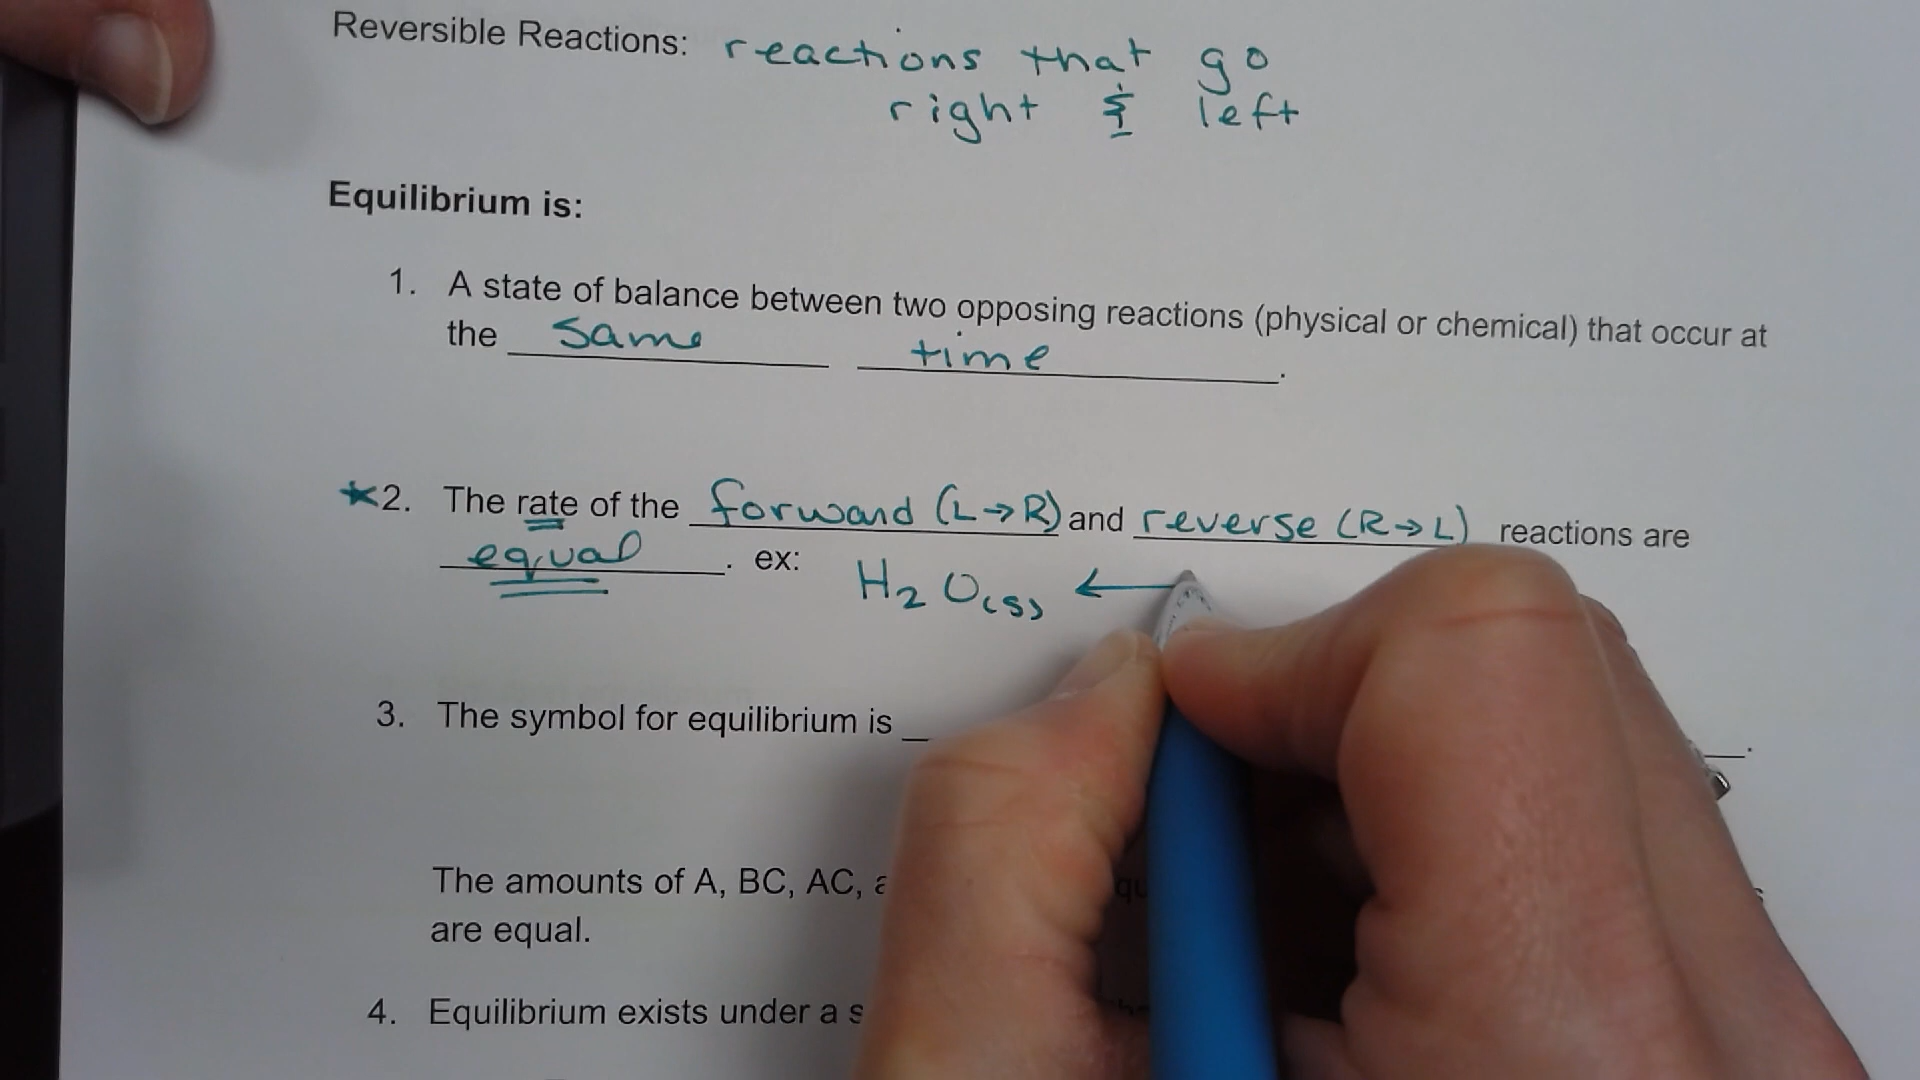 Reversible Reactions: reactions that go
right & left
Equilibrium is:
1. A state of balance between two opposing reactions (physical or chemical) that occur at
the same time.
*2. The rate of the forward (L→R) and reverse (R→L) reactions are
equal. ex: H₂O(s) ←
3. The symbol for equilibrium is
The amounts of A, BC, AC,
are equal.
4. Equilibrium exists under a